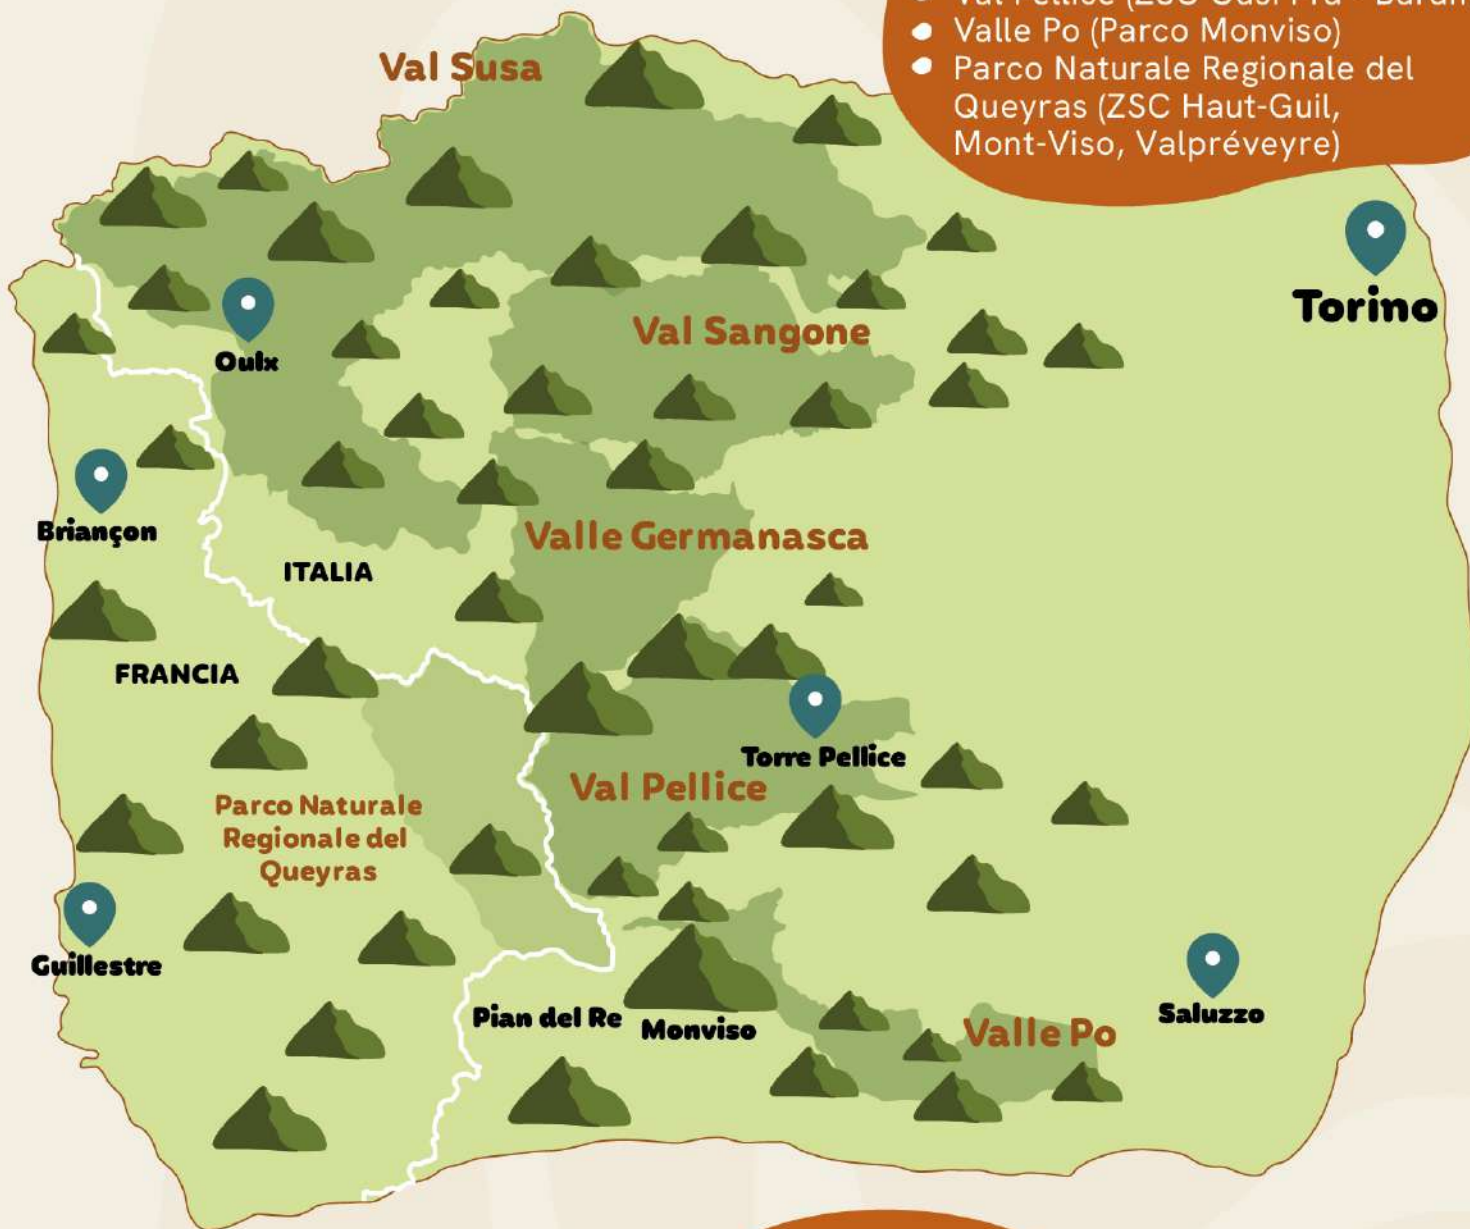 Valle Po (Parco Monviso)
Parco Naturale Regionale del
Queyras (ZSC Haut-Guil,
Mont-Viso, Valpréveyre)
Val Susa
Torino
Val Sangone
Oulx
Briançon
Valle Germanasca
ITALIA
FRANCIA
Torre Pellice
Val Pellice
Parco Naturale
Regionale del
Queyras
Guillestre
Pian del Re
Monviso
Valle Po
Saluzzo